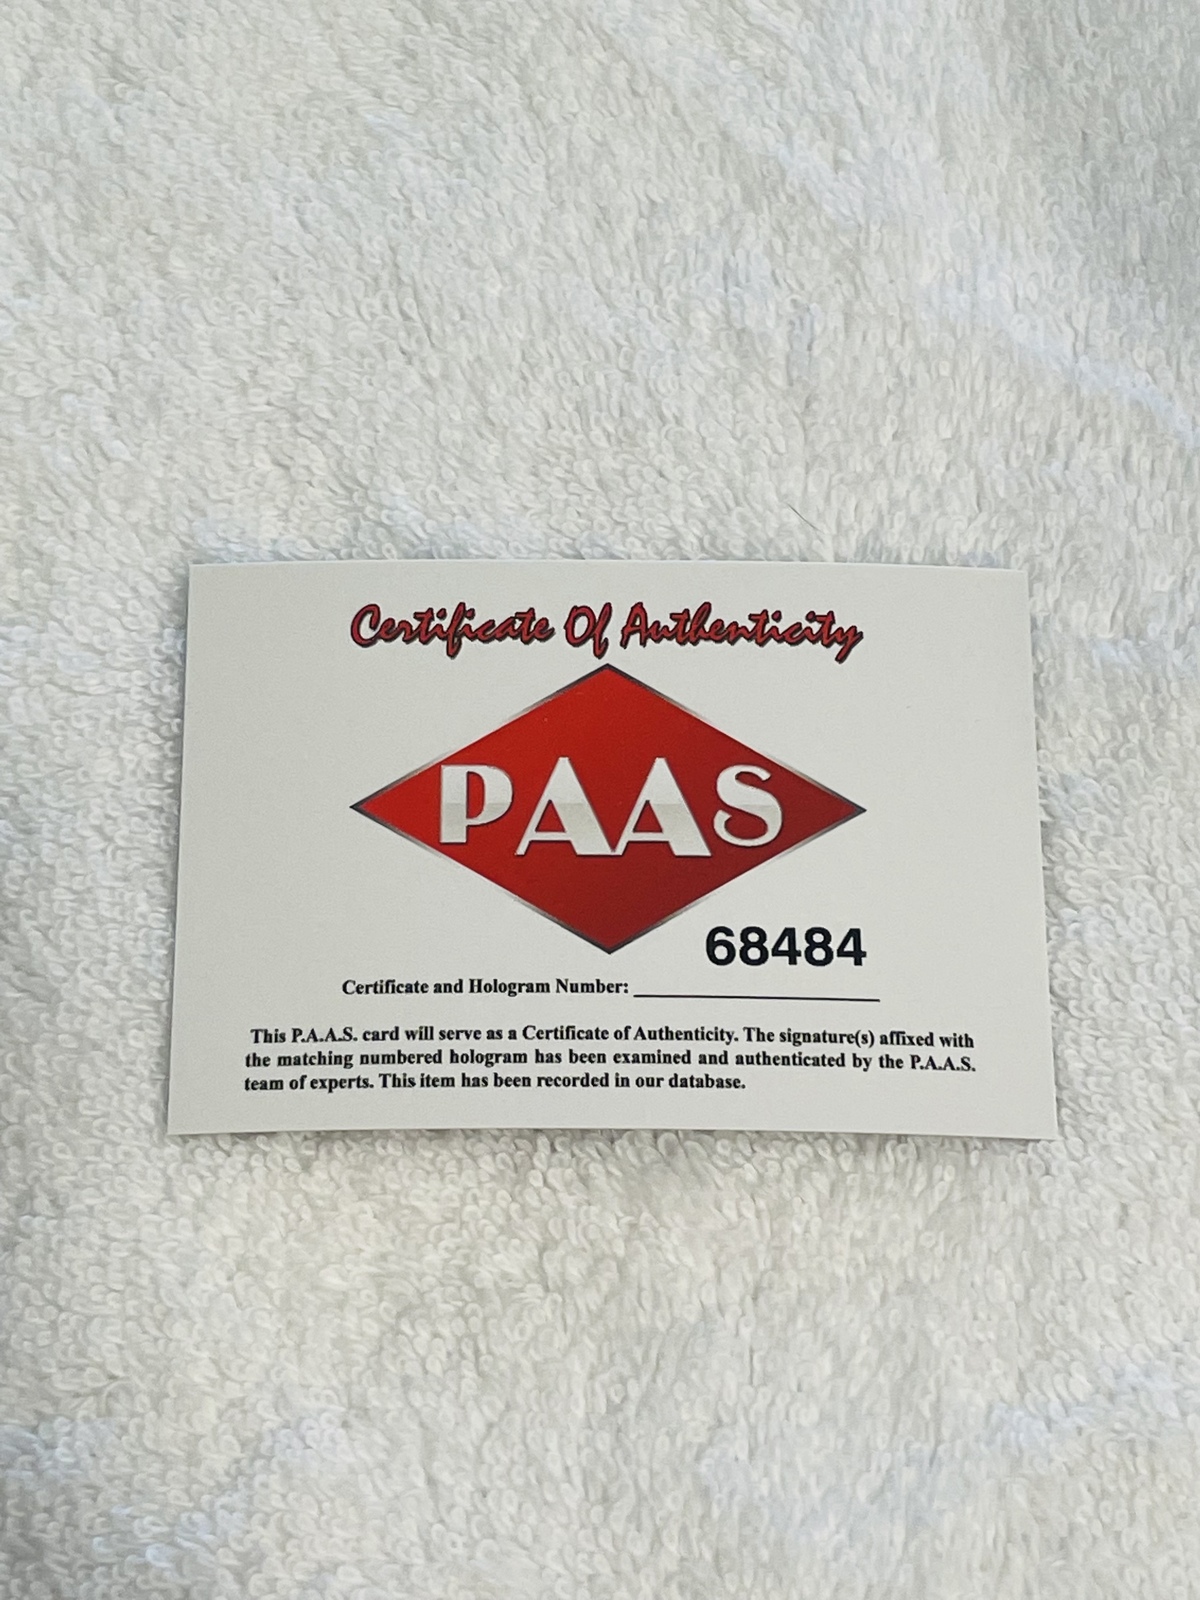 Certificate Of Authenticity
PAAS
68484
Certificate and Hologram Number: ____________________
This P.A.A.S. card will serve as a Certificate of Authenticity. The signature(s) affixed with
the matching numbered hologram has been examined and authenticated by the P.A.A.S.
team of experts. This item has been recorded in our database.